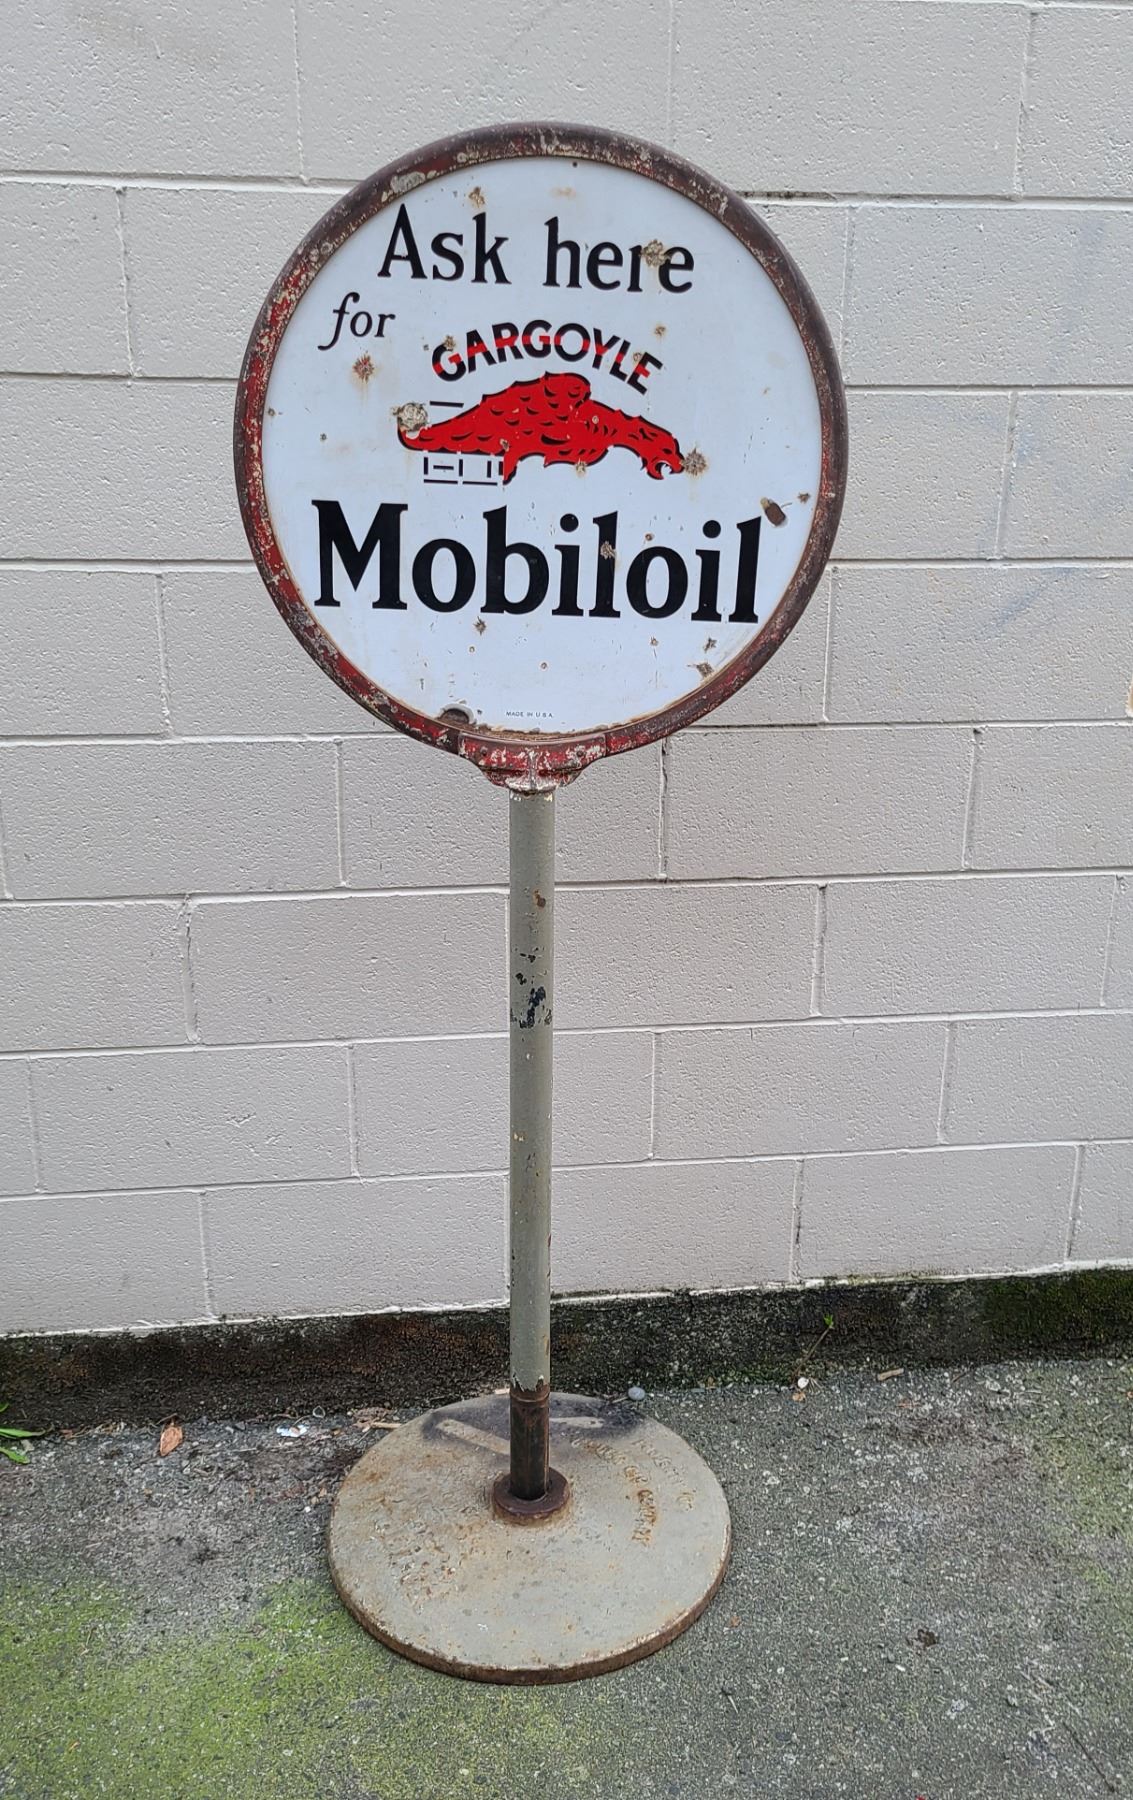 Ask here
for
GARGOYLE
Mobiloil
MADE IN U.S.A.